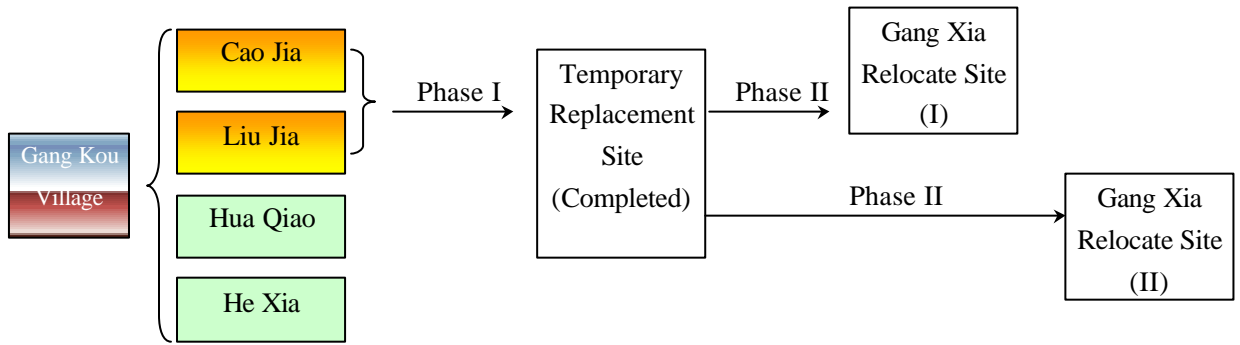 Gang Kou
Village
Cao Jia
Liu Jia
Hua Qiao
He Xia
Phase I
Temporary
Replacement
Site
(Completed)
Phase II
Gang Xia
Relocate Site
(I)
Phase II
Gang Xia
Relocate Site
(II)